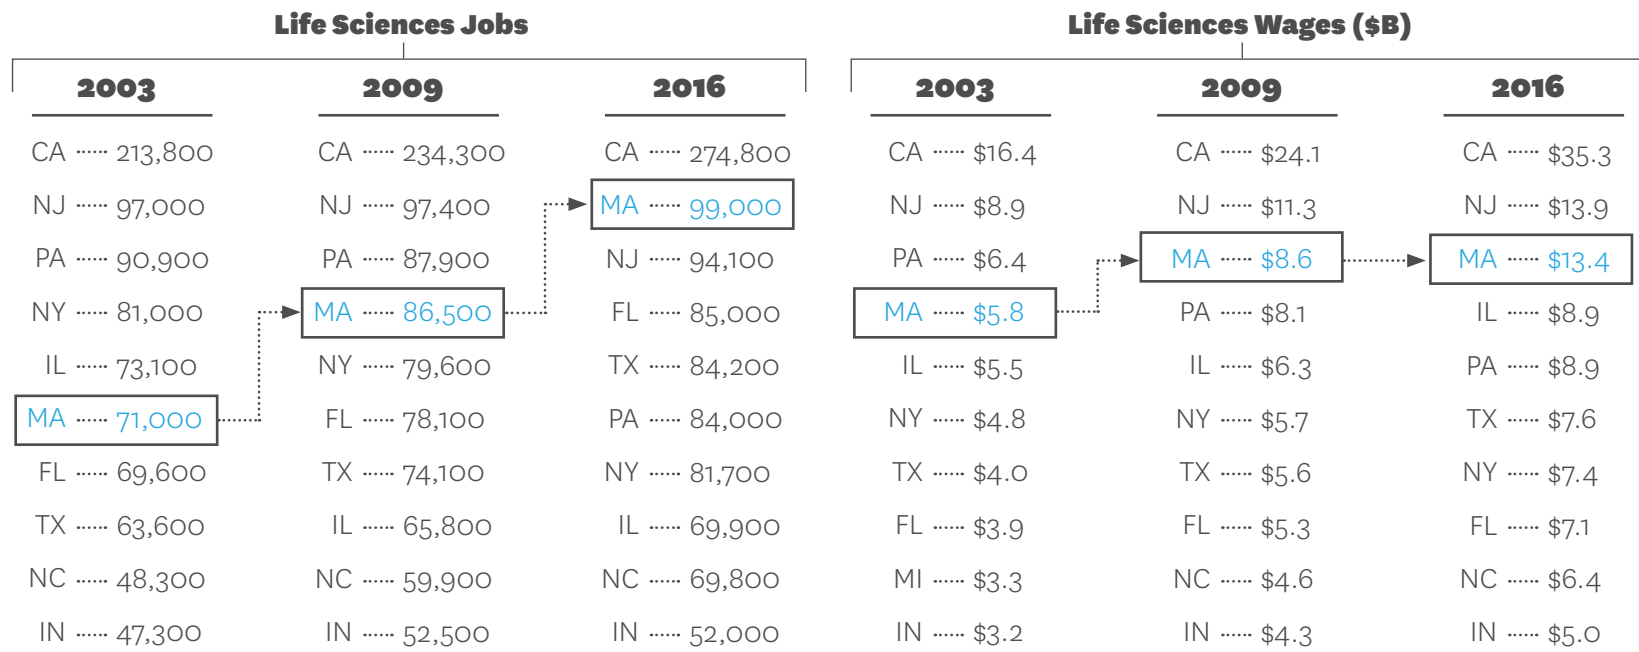 Life Sciences Jobs
2003 2009 2016
CA ...... 213,800 CA ...... 234,300 CA ...... 274,800
NJ ...... 97,000 NJ ...... 97,400 MA ...... 99,000
PA ...... 90,900 PA ...... 87,900 NJ ...... 94,100
NY ...... 81,000 MA ...... 86,500 FL ...... 85,000
IL ...... 73,100 NY ...... 79,600 TX ...... 84,200
MA ...... 71,000 FL ...... 78,100 PA ...... 84,000
FL ...... 69,600 TX ...... 74,100 NY ...... 81,700
TX ...... 63,600 IL ...... 65,800 IL ...... 69,900
NC ...... 48,300 NC ...... 59,900 NC ...... 69,800
IN ...... 47,300 IN ...... 52,500 IN ...... 52,000
Life Sciences Wages ($B)
2003 2009 2016
CA ...... $16.4 CA ...... $24.1 CA ...... $35.3
NJ ...... $8.9 NJ ...... $11.3 NJ ...... $13.9
PA ...... $6.4 MA ...... $8.6 MA ...... $13.4
MA ...... $5.8 PA ...... $8.1 IL ...... $8.9
IL ...... $5.5 IL ...... $6.3 PA ...... $8.9
NY ...... $4.8 NY ...... $5.7 TX ...... $7.6
TX ...... $4.0 TX ...... $5.6 NY ...... $7.4
FL ...... $3.9 FL ...... $5.3 FL ...... $7.1
MI ...... $3.3 NC ...... $4.6 NC ...... $6.4
IN ...... $3.2 IN ...... $4.3 IN ...... $5.0